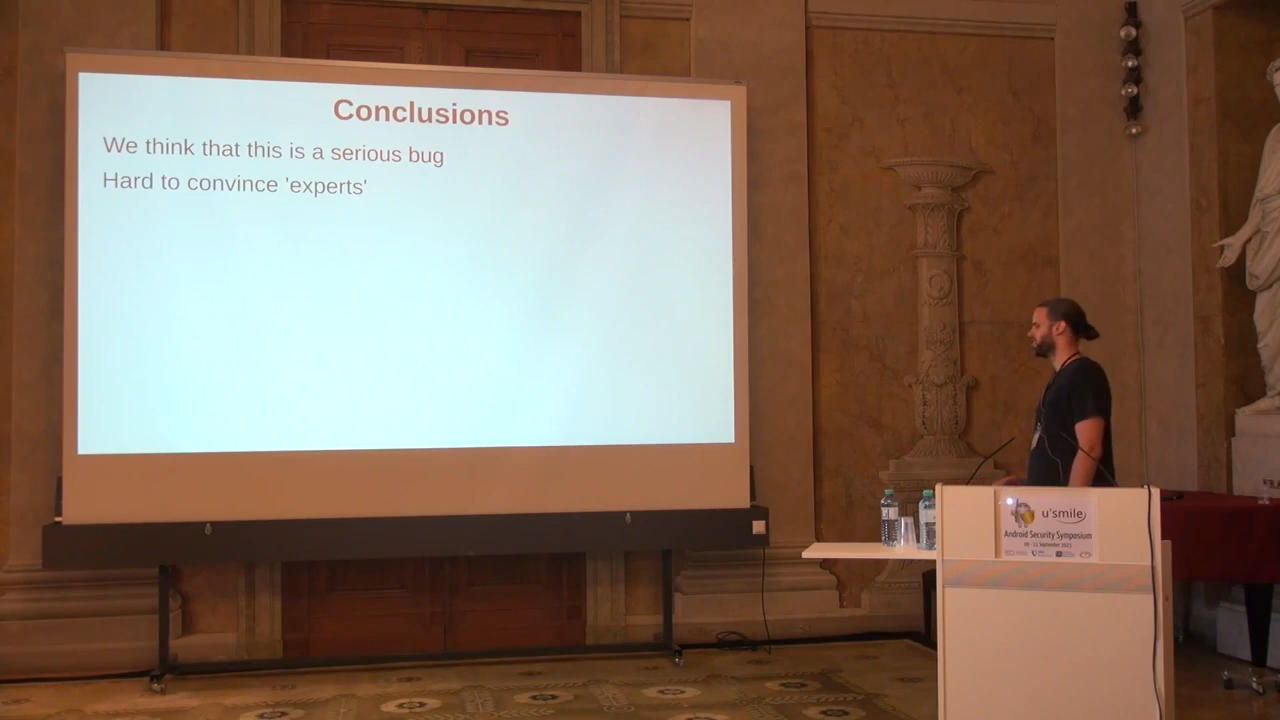 Conclusions
We think that this is a serious bug
Hard to convince 'experts'
u'smile
Android Security Symposium